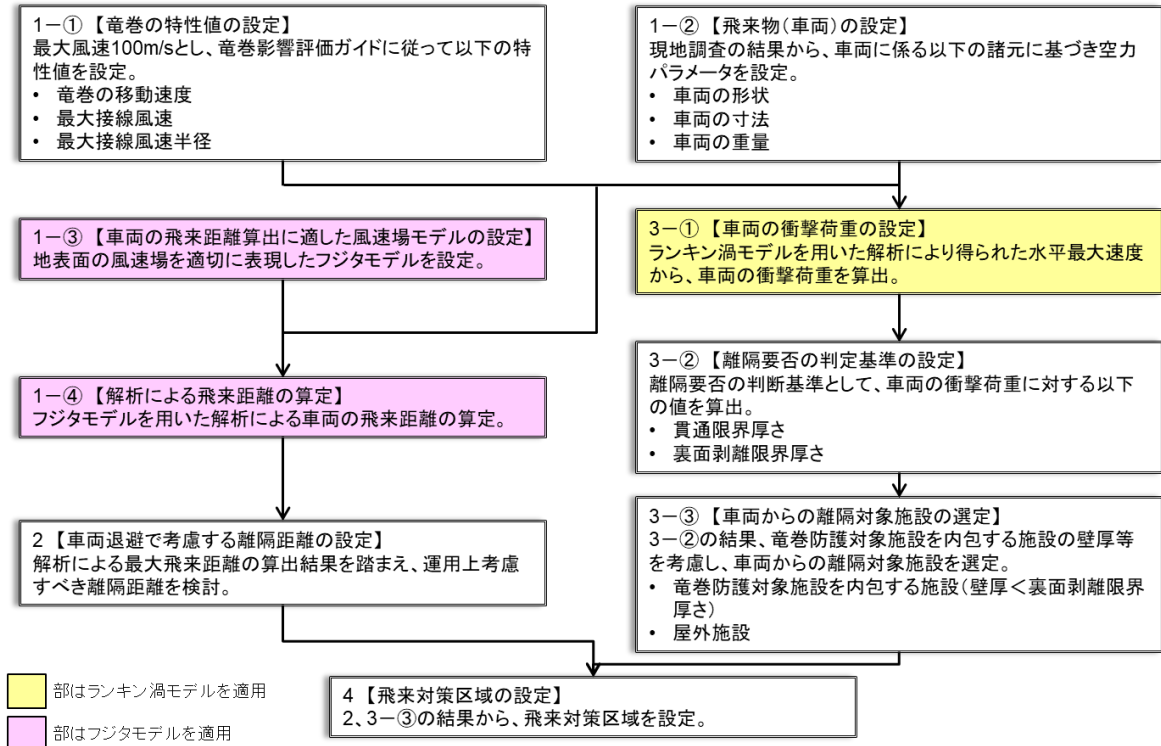 1－① 【竜巻の特性値の設定】
最大風速100m/sとし、竜巻影響評価ガイドに従って以下の特
性値を設定。
• 竜巻の移動速度
• 最大接線風速
• 最大接線風速半径
1－② 【飛来物(車両)の設定】
現地調査の結果から、車両に係る以下の諸元に基づき空力
パラメータを設定。
• 車両の形状
• 車両の寸法
• 車両の重量
1－③ 【車両の飛来距離算出に適した風速場モデルの設定】
地表面の風速場を適切に表現したフジタモデルを設定。
3－① 【車両の衝撃荷重の設定】
ランキン渦モデルを用いた解析により得られた水平最大速度
から、車両の衝撃荷重を算出。
1－④ 【解析による飛来距離の算定】
フジタモデルを用いた解析による車両の飛来距離の算定。
3－② 【離隔要否の判定基準の設定】
離隔要否の判断基準として、車両の衝撃荷重に対する以下
の値を算出。
• 貫通限界厚さ
• 裏面剥離限界厚さ
2 【車両退避で考慮する離隔距離の設定】
解析による最大飛来距離の算出結果を踏まえ、運用上考慮
すべき離隔距離を検討。
3－③ 【車両からの離隔対象施設の選定】
3－②の結果、竜巻防護対象施設を内包する施設の壁厚等
を考慮し、車両からの離隔対象施設を選定。
• 竜巻防護対象施設を内包する施設(壁厚＜裏面剥離限界
厚さ)
• 屋外施設
4 【飛来対策区域の設定】
2、3－③の結果から、飛来対策区域を設定。
部はランキン渦モデルを適用
部はフジタモデルを適用